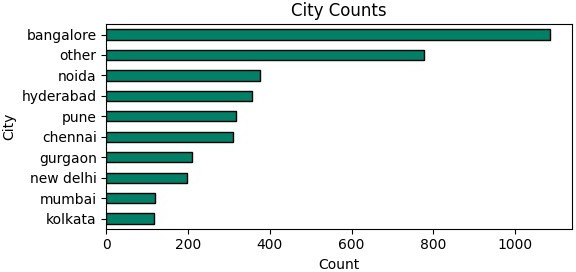 City Counts
bangalore
other
noida
hyderabad
pune
chennai
gurgaon
new delhi
mumbai
kolkata
City
0 200 400 600 800 1000
Count